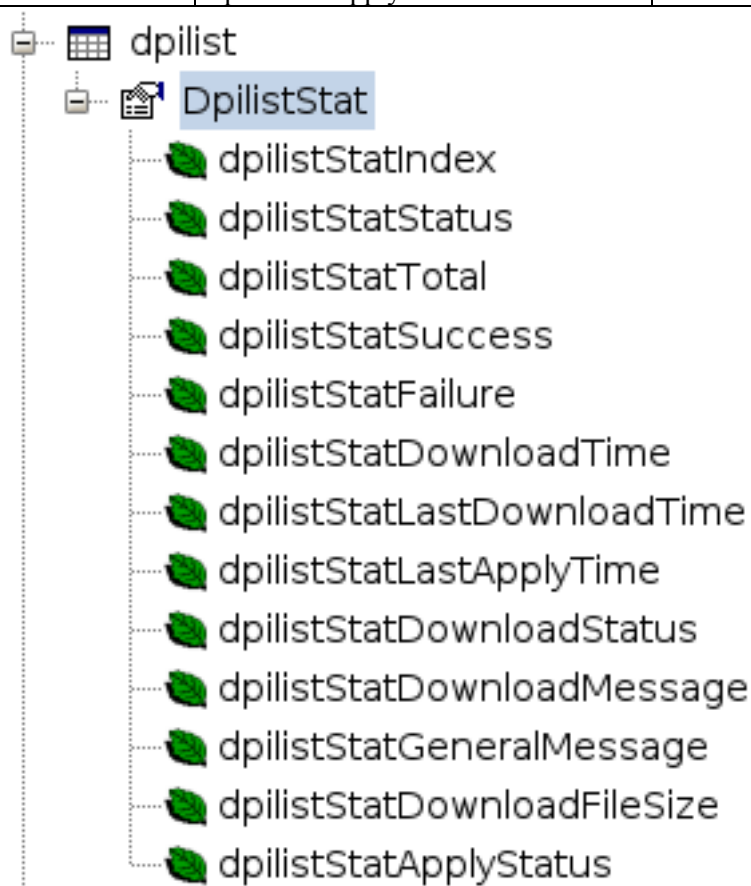 dpilist
DpilistStat
dpilistStatIndex
dpilistStatStatus
dpilistStatTotal
dpilistStatSuccess
dpilistStatFailure
dpilistStatDownloadTime
dpilistStatLastDownloadTime
dpilistStatLastApplyTime
dpilistStatDownloadStatus
dpilistStatDownloadMessage
dpilistStatGeneralMessage
dpilistStatDownloadFileSize
dpilistStatApplyStatus